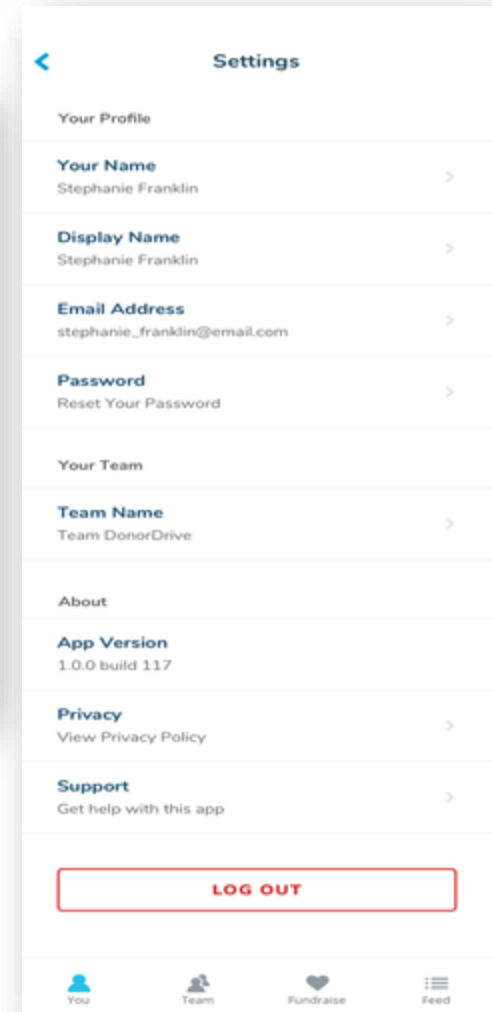 Settings
Your Profile
Your Name
Stephanie Franklin
Display Name
Stephanie Franklin
Email Address
stephanie_franklin@email.com
Password
Reset Your Password
Your Team
Team Name
Team DonorDrive
About
App Version
1.0.0 build 117
Privacy
View Privacy Policy
Support
Get help with this app
LOG OUT
You Team Fundraise Feed